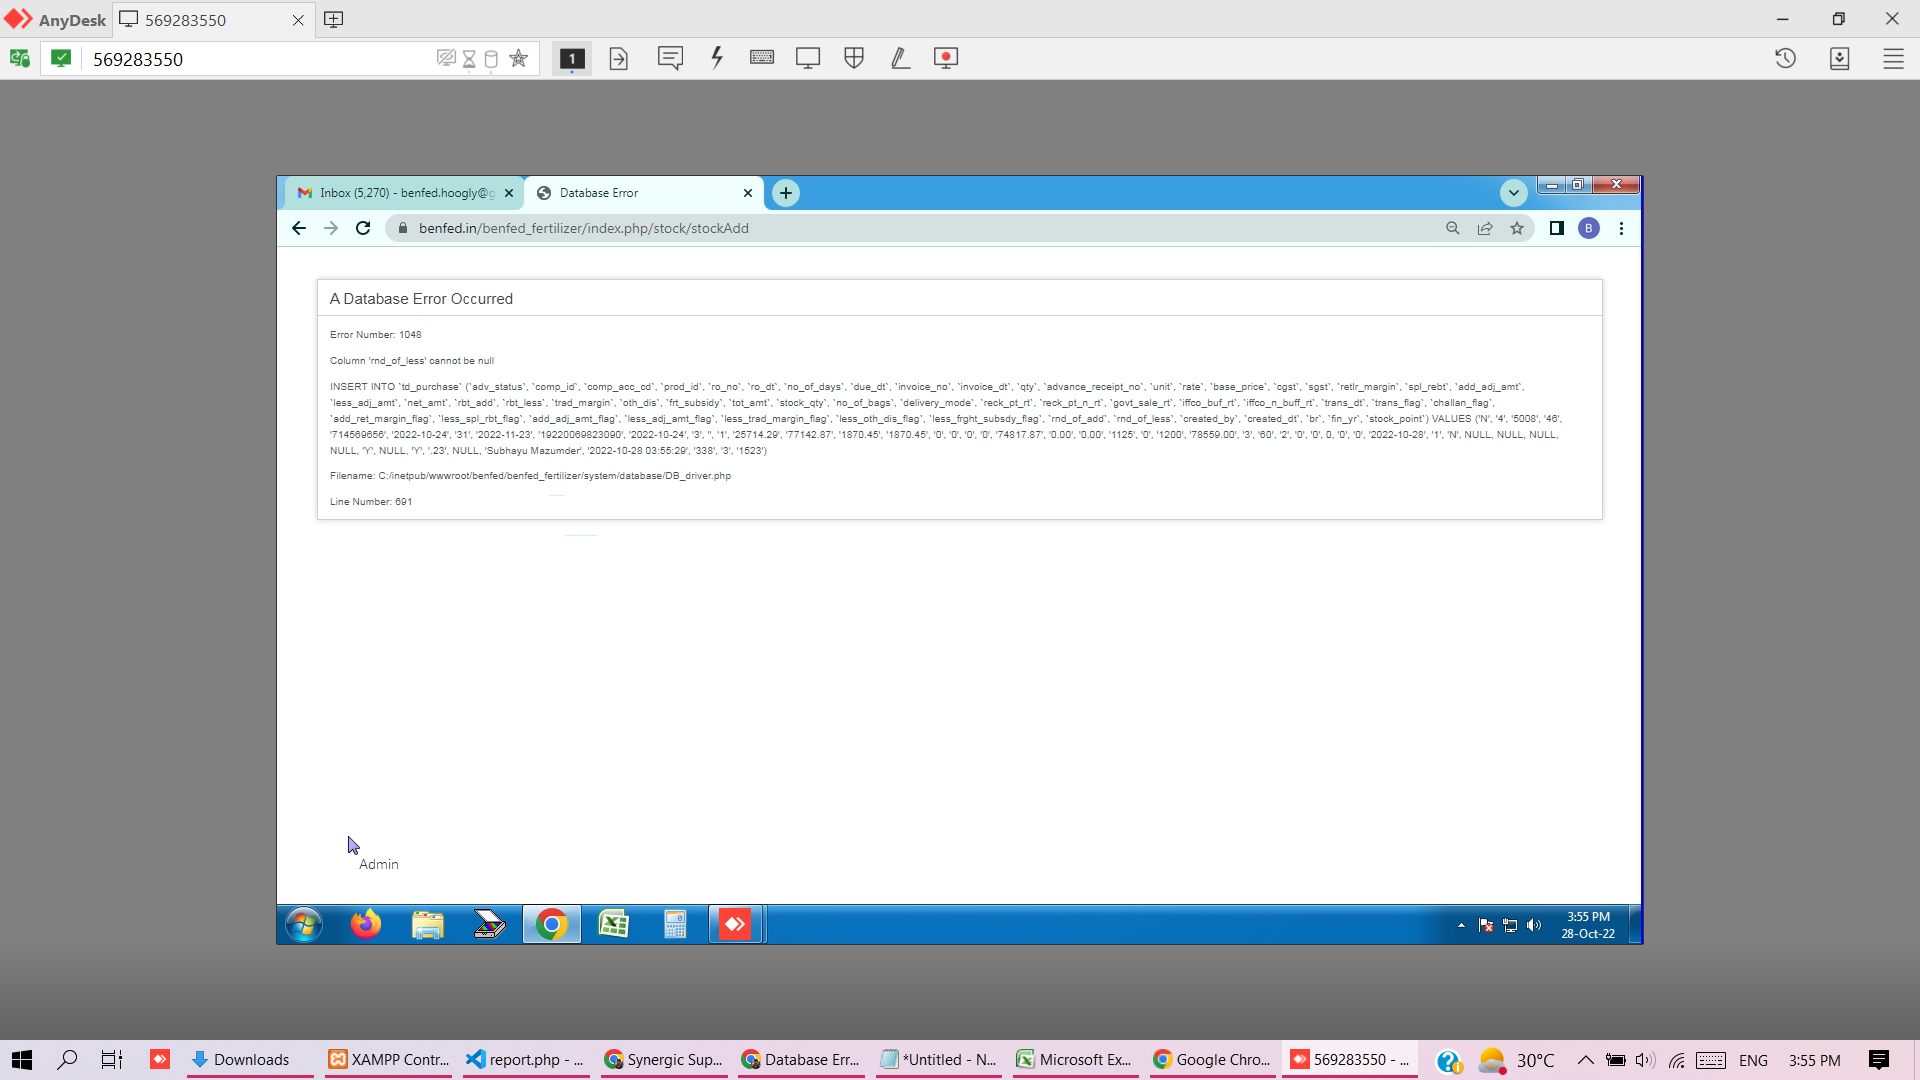 AnyDesk
569283550
569283550
1
Inbox (5,270) - benfed.hoogly@g
Database Error
benfed.in/benfed_fertilizer/index.php/stock/stockAdd
B
A Database Error Occurred
Error Number: 1048
Column 'rnd_of_less' cannot be null
INSERT INTO `td_purchase` (`adv_status`, `comp_id`, `comp_acc_cd`, `prod_id`, `ro_no`, `ro_dt`, `no_of_days`, `due_dt`, `invoice_no`, `invoice_dt`, `qty`, `advance_receipt_no`, `unit`, `rate`, `base_price`, `cgst`, `sgst`, `retlr_margin`, `spl_rebt`, `add_adj_amt`,
`less_adj_amt`, `net_amt`, `rbt_add`, `rbt_less`, `trad_margin`, `oth_dis`, `frt_subsidy`, `tot_amt`, `stock_qty`, `no_of_bags`, `delivery_mode`, `reck_pt_rt`, `reck_pt_n_rt`, `govt_sale_rt`, `iffco_buf_rt`, `iffco_n_buff_rt`, `trans_dt`, `trans_flag`, `challan_flag`,
`add_ret_margin_flag`, `less_spl_rbt_flag`, `add_adj_amt_flag`, `less_adj_amt_flag`, `less_trad_margin_flag`, `less_oth_dis_flag`, `less_frght_subsdy_flag`, `rnd_of_add`, `rnd_of_less`, `created_by`, `created_dt`, `br`, `fin_yr`, `stock_point`) VALUES ('N', '4', '5008', '46',
'714569656', '2022-10-24', '31', '2022-11-23', '19220069823090', '2022-10-24', '3', '', '1', '25714.29', '77142.87', '1870.45', '1870.45', '0', '0', '0', '0', '74817.87', '0.00', '0.00', '1125', '0', '1200', '78559.00', '3', '60', '2', '0', '0', 0, '0', '0', '2022-10-28', '1', 'N', NULL, NULL, NULL,
NULL, 'Y', NULL, 'Y', '.23', NULL, 'Subhayu Mazumder', '2022-10-28 03:55:29', '338', '3', '1523')
Filename: C:/inetpub/wwwroot/benfed/benfed_fertilizer/system/database/DB_driver.php
Line Number: 691
Admin
3:55 PM
28-Oct-22
Downloads
XAMPP Contr...
report.php - ...
Synergic Sup...
Database Err...
*Untitled - N...
Microsoft Ex...
Google Chro...
569283550 - ...
30°C
ENG
3:55 PM